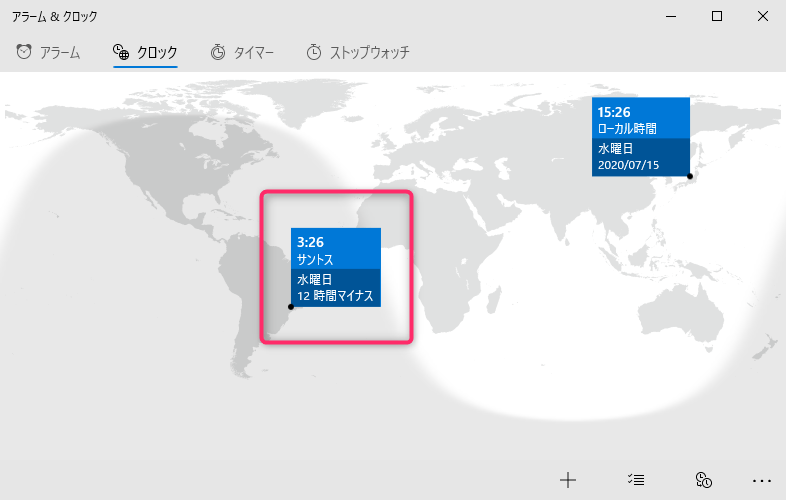 アラーム & クロック
アラーム
クロック
タイマー
ストップウォッチ
15:26
ローカル時間
水曜日
2020/07/15
3:26
サントス
水曜日
12 時間マイナス